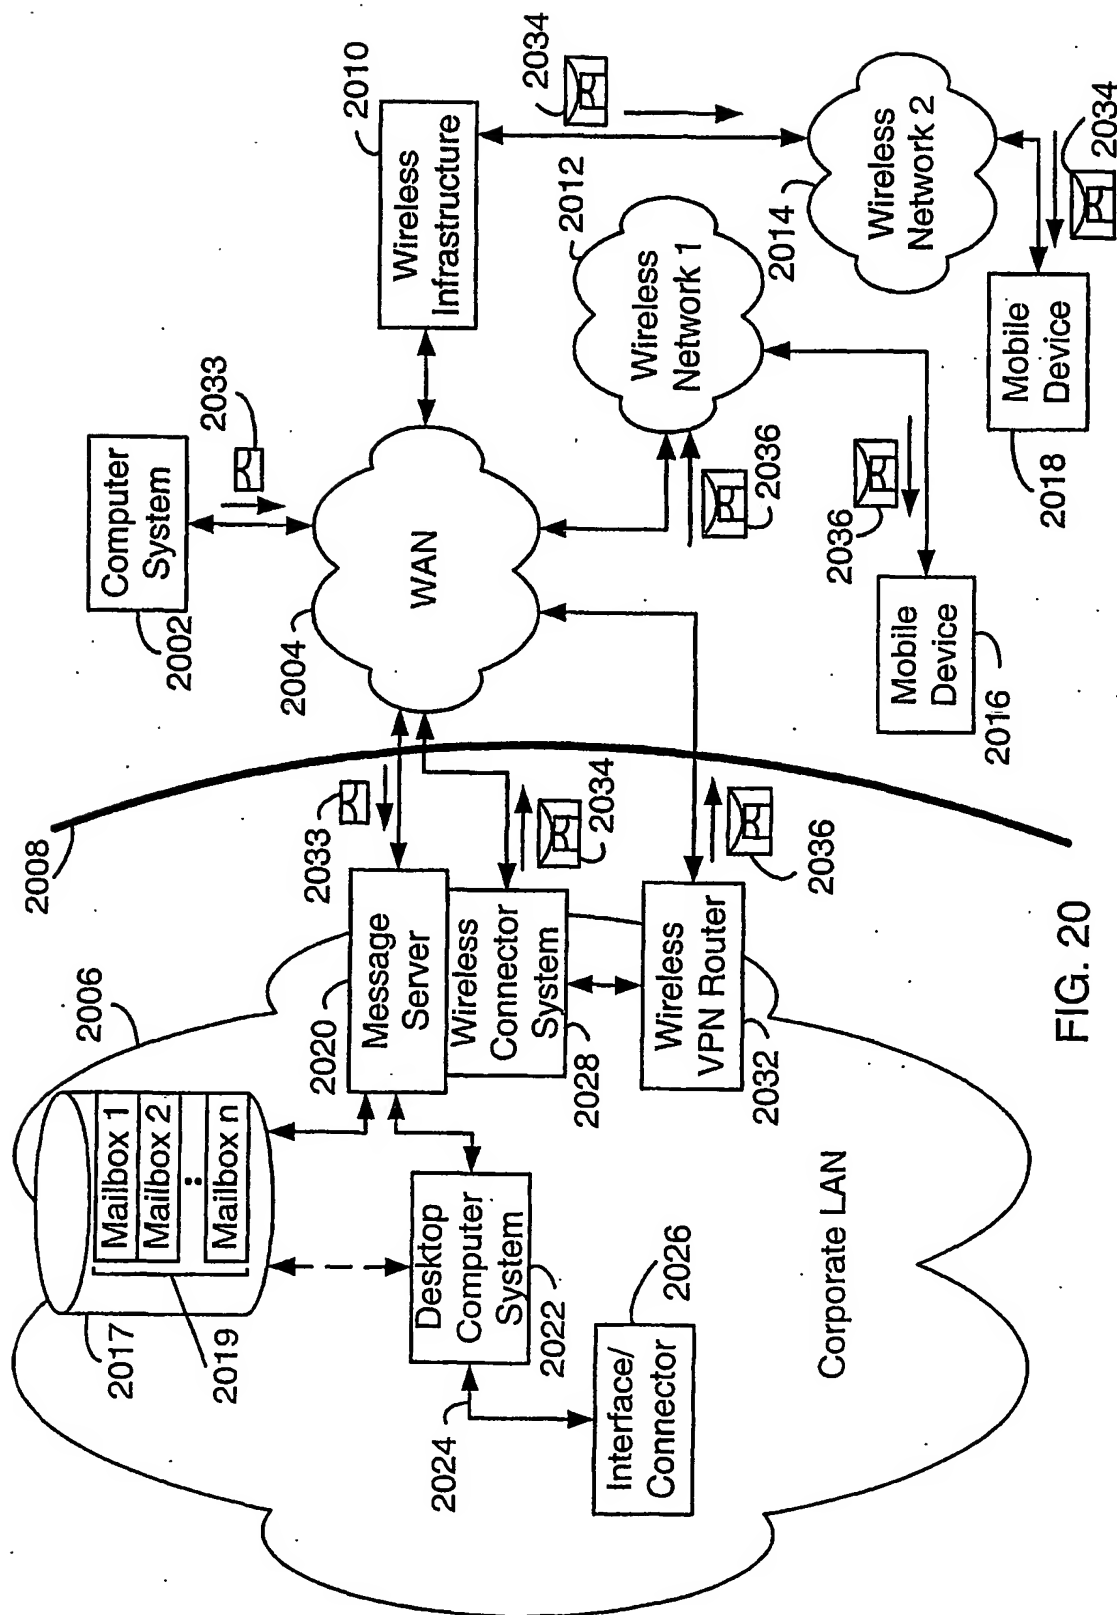 2002
Computer
System
2033
2004
WAN
2010
Wireless
Infrastructure
2034
2012
Wireless
Network 1
2014
Wireless
Network 2
2034
2036
2036
Mobile
Device
2016
Mobile
Device
2018
2008
2006
2033
2034
2036
2020
Message
Server
Wireless
Connector
System
2028
Wireless
VPN Router
2032
2017
Mailbox 1
Mailbox 2
:
Mailbox n
2019
Desktop
Computer
System
2022
2024
Interface/
Connector
2026
Corporate LAN
FIG. 20